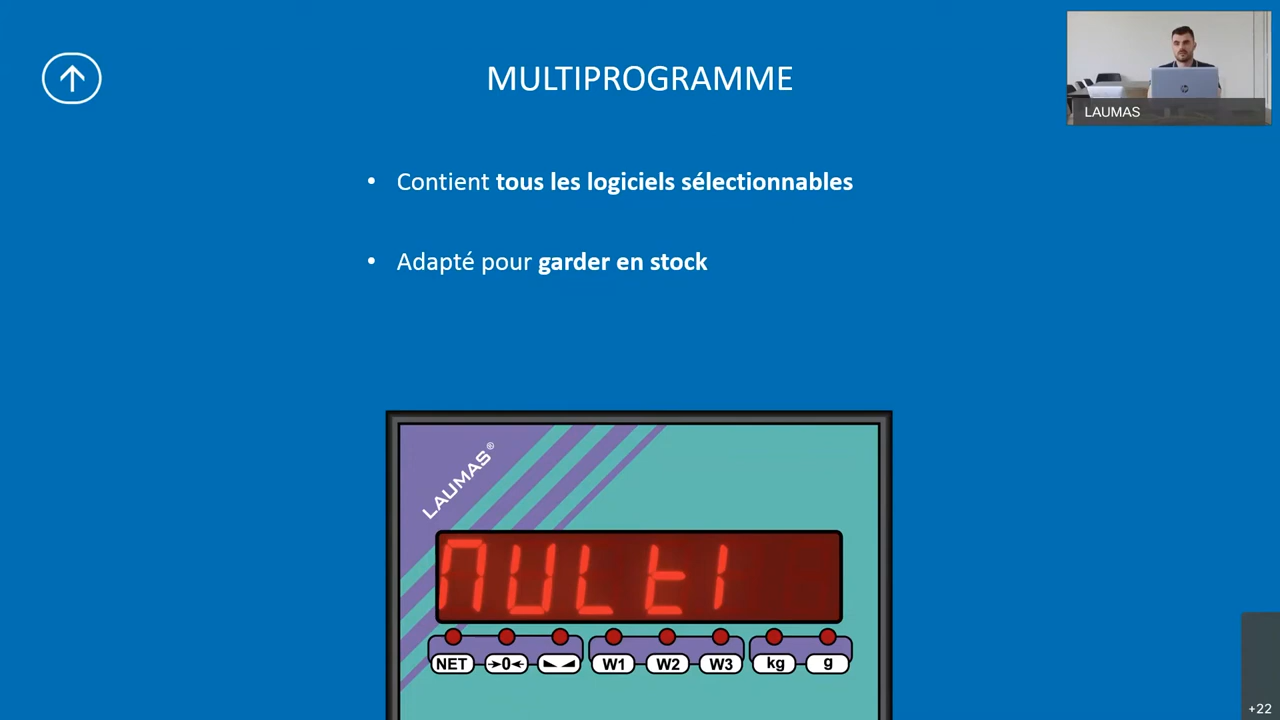 MULTIPROGRAMME
LAUMAS
• Contient tous les logiciels sélectionnables
• Adapté pour garder en stock
LAUMAS®
MULtI
NET →0← W1 W2 W3 kg g
+22